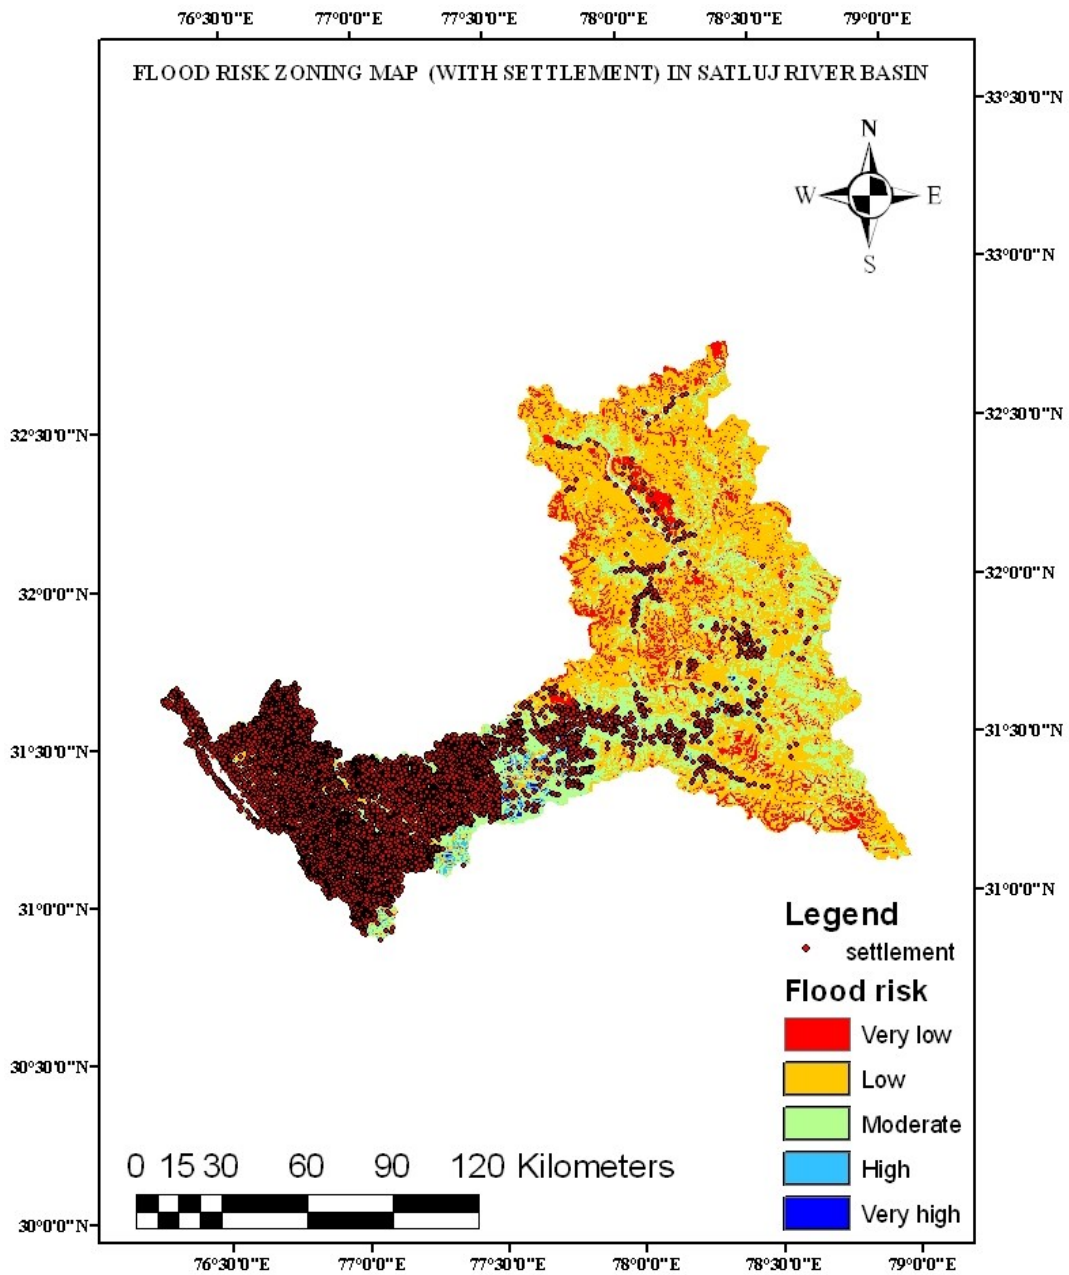 76°30'0"E 77°0'0"E 77°30'0"E 78°0'0"E 78°30'0"E 79°0'0"E
FLOOD RISK ZONING MAP (WITH SETTLEMENT) IN SATLUJ RIVER BASIN
33°30'0"N
N
W E
S
33°0'0"N
32°30'0"N
32°30'0"N
32°0'0"N
32°0'0"N
31°30'0"N
31°30'0"N
31°0'0"N
31°0'0"N
Legend
settlement
Flood risk
Very low
Low
Moderate
High
Very high
30°30'0"N
0 15 30 60 90 120 Kilometers
30°0'0"N
76°30'0"E 77°0'0"E 77°30'0"E 78°0'0"E 78°30'0"E 79°0'0"E